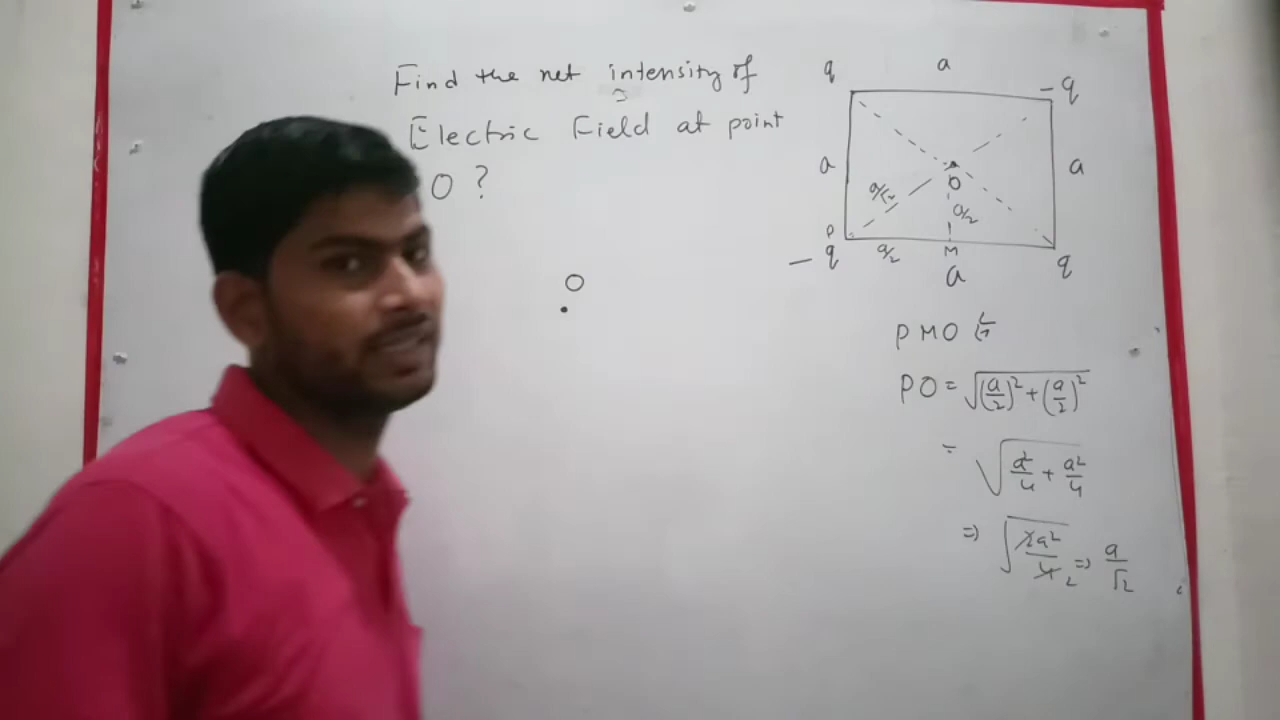 Find the net intensity of
Electric Field at point
O ?
O
q a -q
a a
O
a/√2 a/2
P
-q a/2 M q
a
PMO
PO = √(a/2)² + (a/2)²
= √a²/4 + a²/4
⇒ √2a²/4 2 ⇒ a/√2